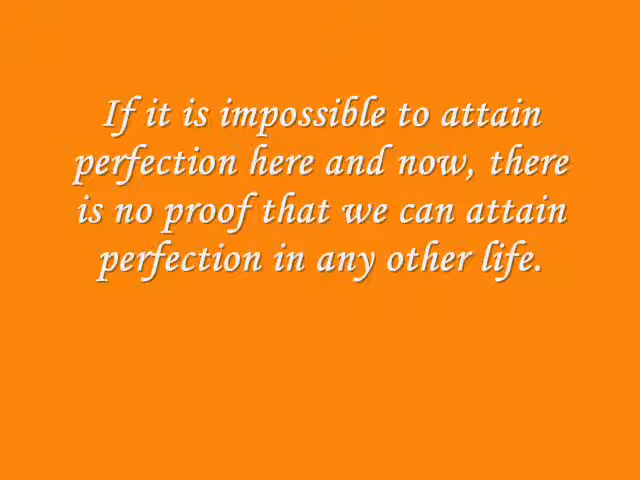 If it is impossible to attain
perfection here and now, there
is no proof that we can attain
perfection in any other life.